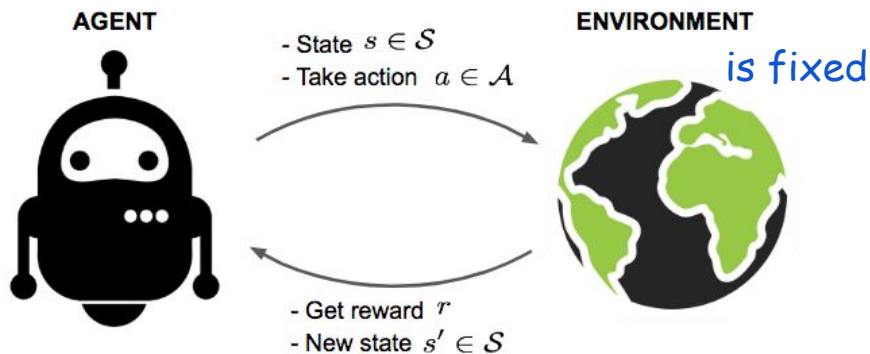 AGENT
- State s ∈ 𝒮
- Take action a ∈ 𝒜
ENVIRONMENT
is fixed
- Get reward r
- New state s′ ∈ 𝒮